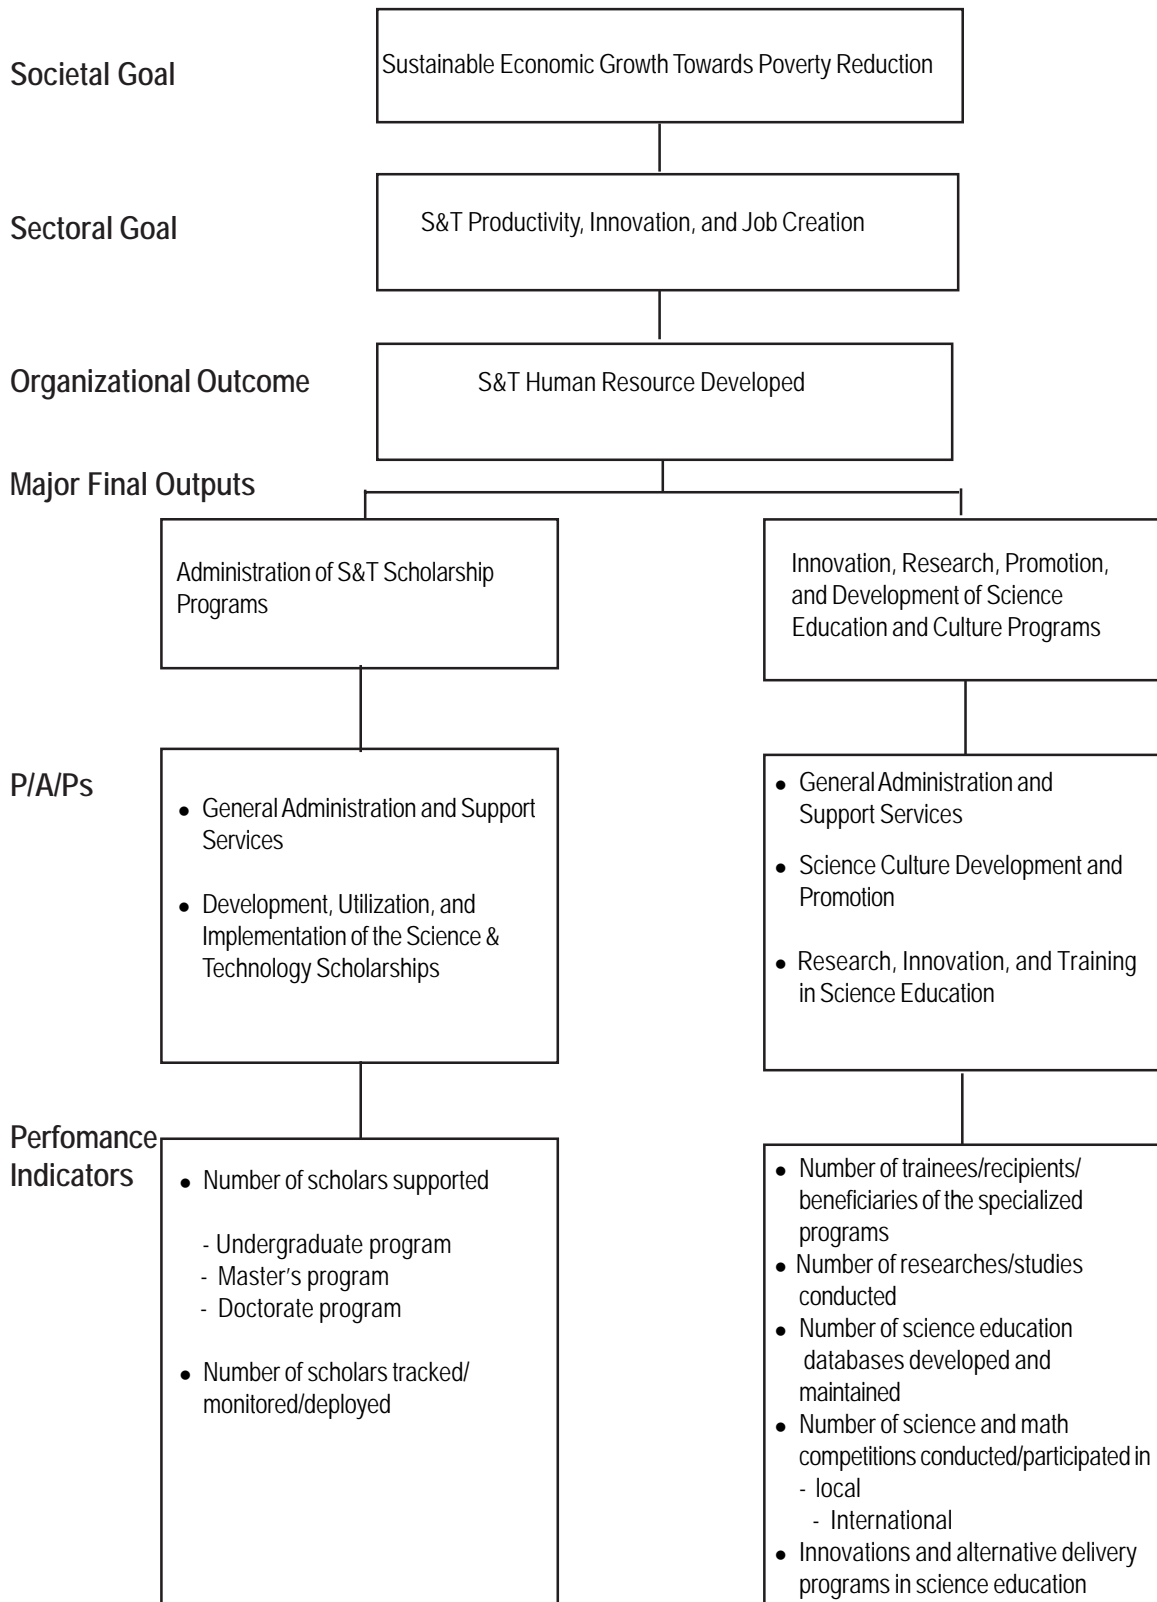 Societal Goal
Sustainable Economic Growth Towards Poverty Reduction
Sectoral Goal
S&T Productivity, Innovation, and Job Creation
Organizational Outcome
S&T Human Resource Developed
Major Final Outputs
Administration of S&T Scholarship
Programs
Innovation, Research, Promotion,
and Development of Science
Education and Culture Programs
P/A/Ps
● General Administration and Support
Services
● Development, Utilization, and
Implementation of the Science &
Technology Scholarships
● General Administration and
Support Services
● Science Culture Development and
Promotion
● Research, Innovation, and Training
in Science Education
Perfomance
Indicators
● Number of scholars supported
- Undergraduate program
- Master's program
- Doctorate program
● Number of scholars tracked/
monitored/deployed
● Number of trainees/recipients/
beneficiaries of the specialized
programs
● Number of researches/studies
conducted
● Number of science education
databases developed and
maintained
● Number of science and math
competitions conducted/participated in
- local
- International
● Innovations and alternative delivery
programs in science education